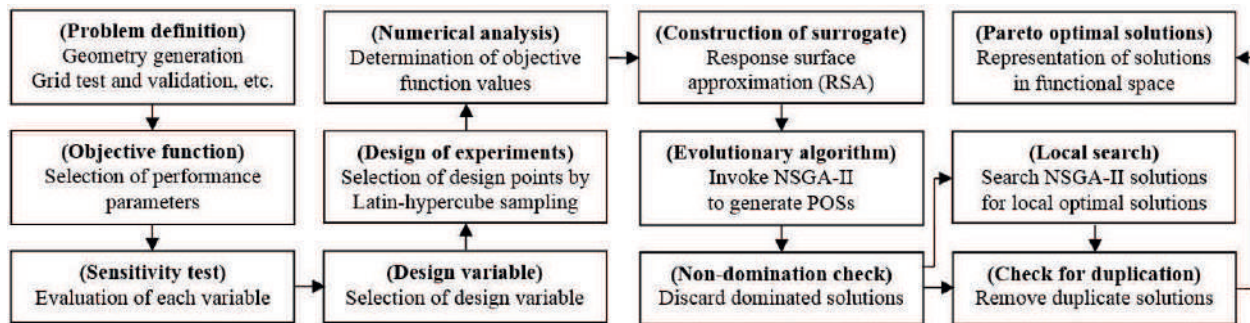 (Problem definition)
Geometry generation
Grid test and validation, etc.
(Objective function)
Selection of performance
parameters
(Sensitivity test)
Evaluation of each variable
(Design variable)
Selection of design variable
(Design of experiments)
Selection of design points by
Latin-hypercube sampling
(Numerical analysis)
Determination of objective
function values
(Construction of surrogate)
Response surface
approximation (RSA)
(Evolutionary algorithm)
Invoke NSGA-II
to generate POSs
(Non-domination check)
Discard dominated solutions
(Local search)
Search NSGA-II solutions
for local optimal solutions
(Check for duplication)
Remove duplicate solutions
(Pareto optimal solutions)
Representation of solutions
in functional space